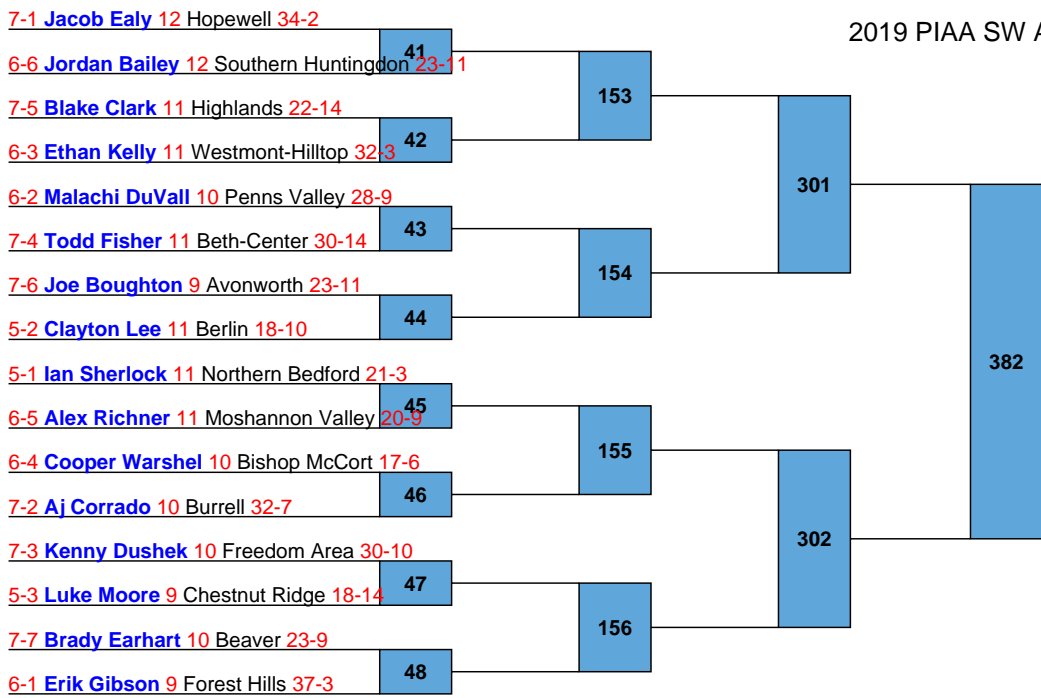 7-1 Jacob Ealy 12 Hopewell 34-2
2019 PIAA SW A
41
6-6 Jordan Bailey 12 Southern Huntingdon 23-11
153
7-5 Blake Clark 11 Highlands 22-14
42
6-3 Ethan Kelly 11 Westmont-Hilltop 32-3
301
6-2 Malachi DuVall 10 Penns Valley 28-9
43
7-4 Todd Fisher 11 Beth-Center 30-14
154
7-6 Joe Boughton 9 Avonworth 23-11
44
5-2 Clayton Lee 11 Berlin 18-10
382
5-1 Ian Sherlock 11 Northern Bedford 21-3
45
6-5 Alex Richner 11 Moshannon Valley 20-9
155
6-4 Cooper Warshel 10 Bishop McCort 17-6
46
7-2 Aj Corrado 10 Burrell 32-7
302
7-3 Kenny Dushek 10 Freedom Area 30-10
47
5-3 Luke Moore 9 Chestnut Ridge 18-14
156
7-7 Brady Earhart 10 Beaver 23-9
48
6-1 Erik Gibson 9 Forest Hills 37-3